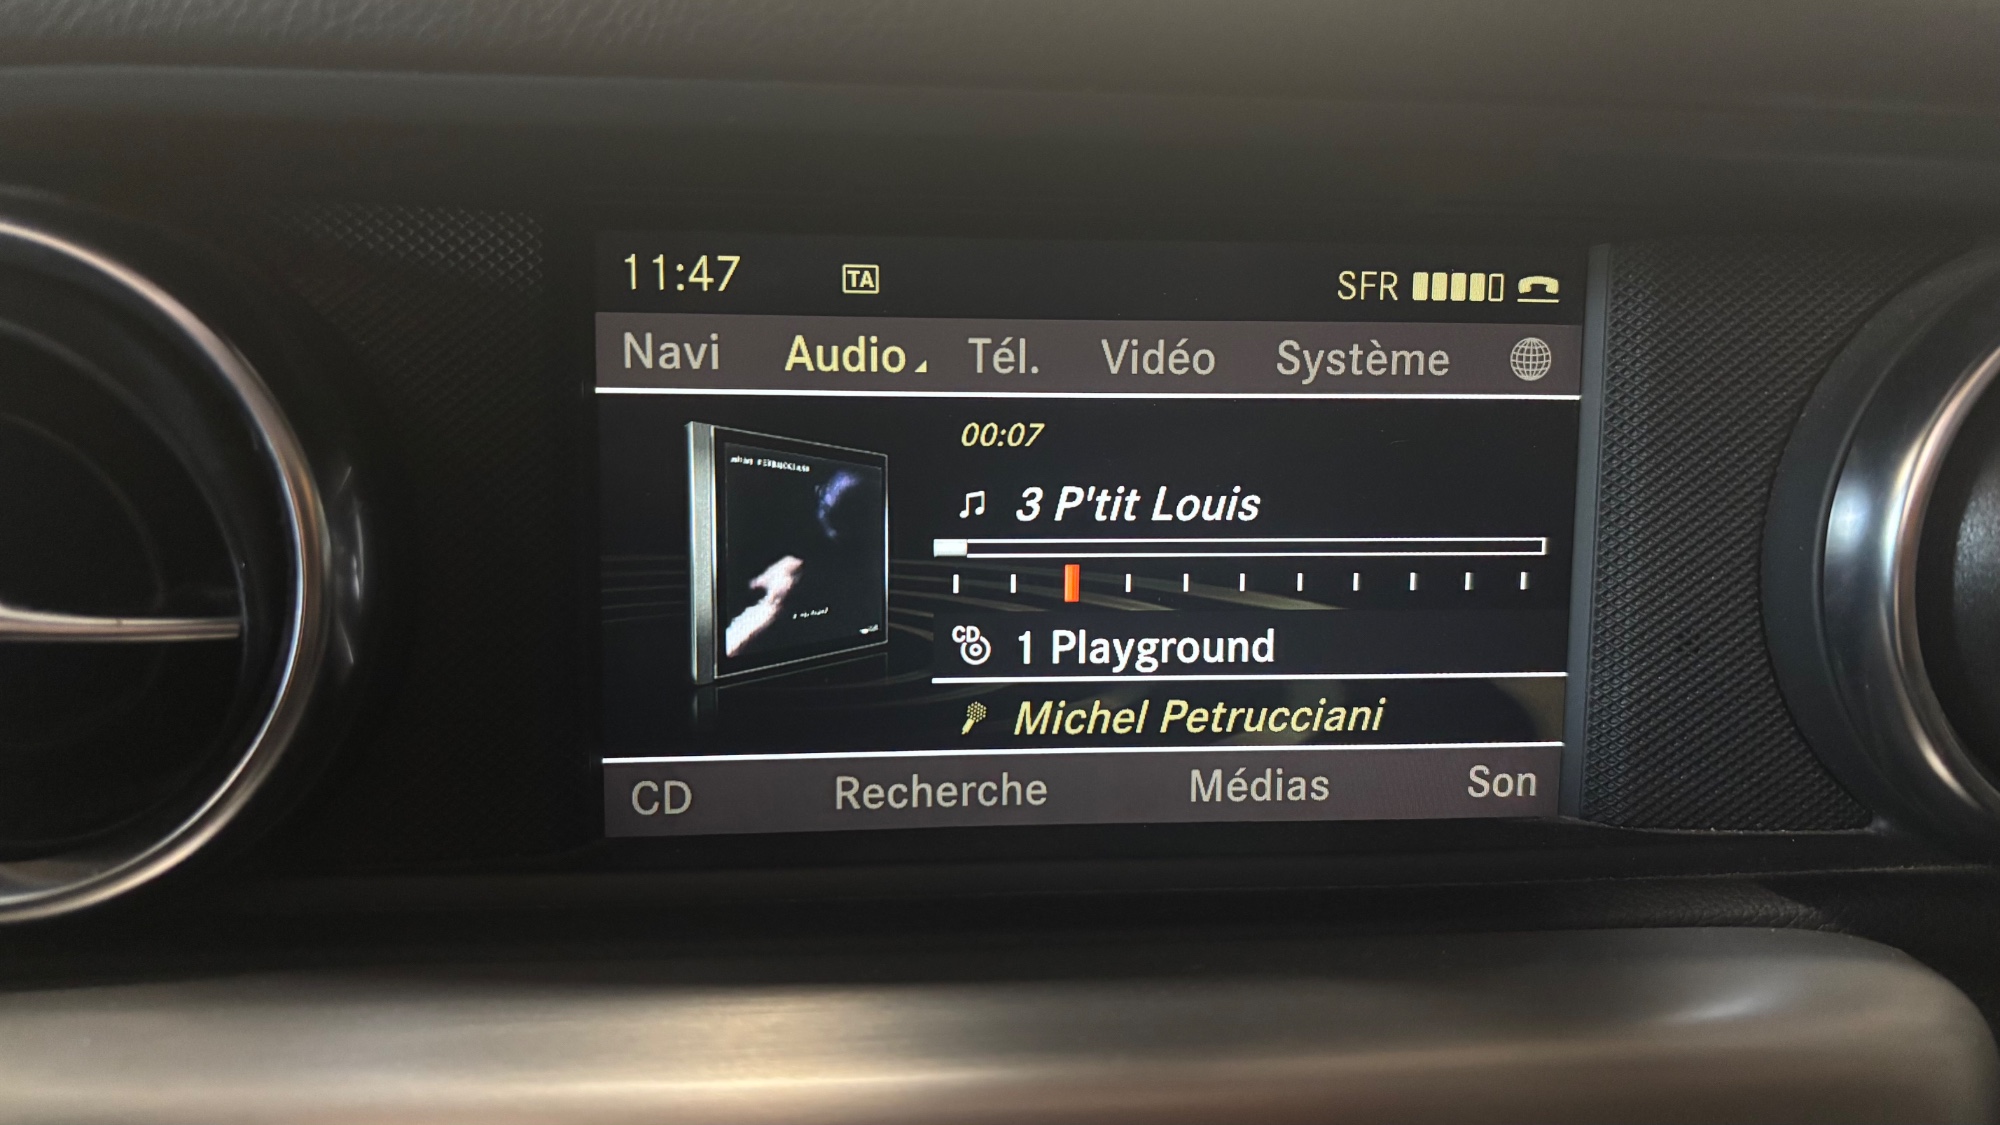 11:47 TA SFR
Navi Audio Tél. Vidéo Système
00:07
3 P'tit Louis
CD 1 Playground
Michel Petrucciani
CD Recherche Médias Son